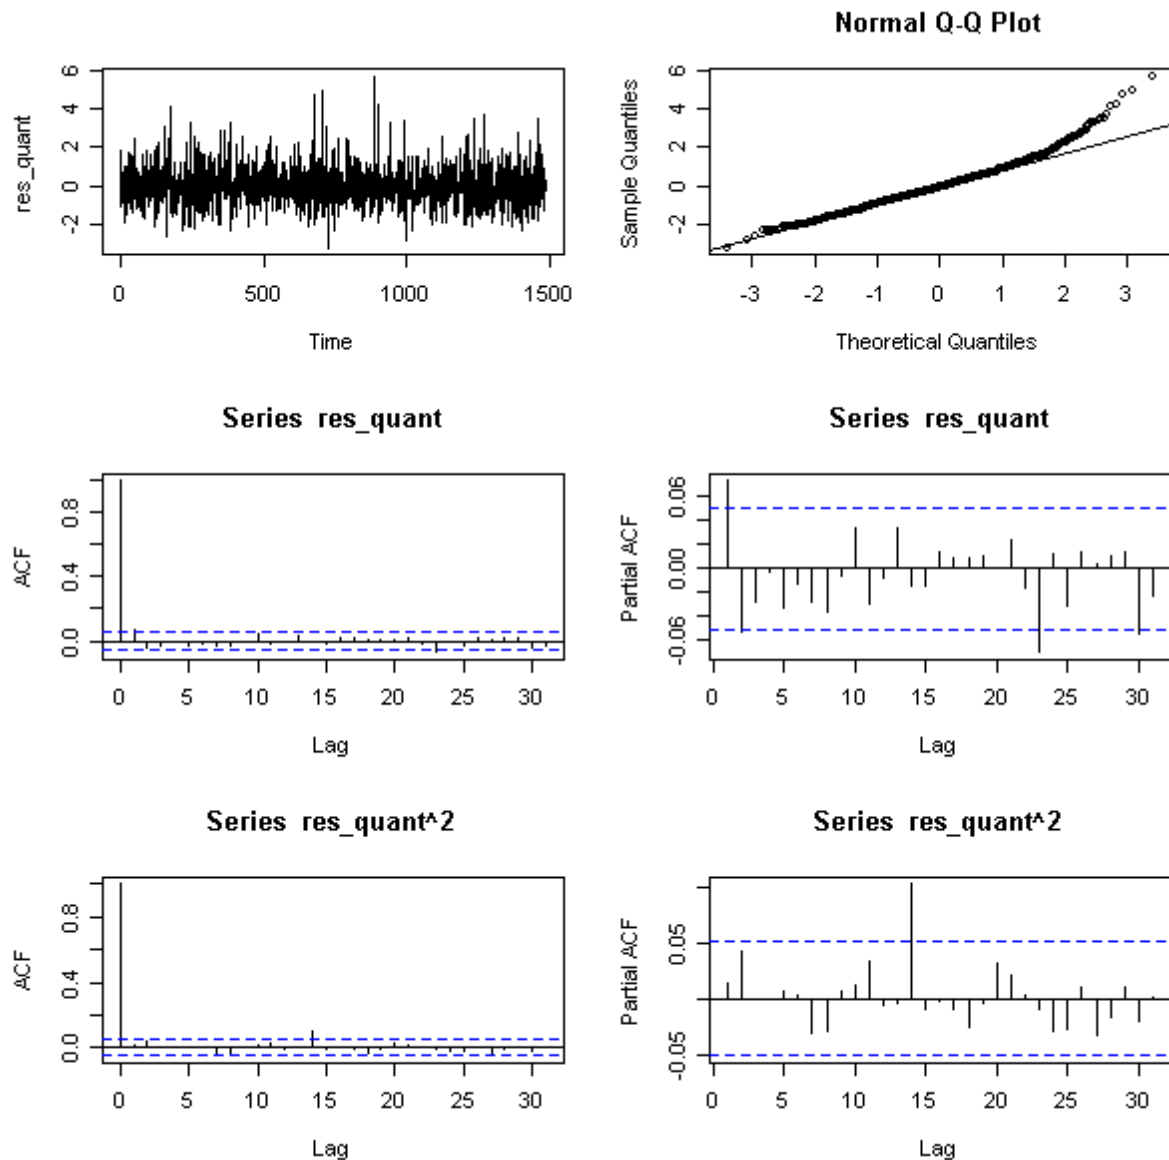 Normal Q-Q Plot
res_quant
6
4
2
0
-2
0 500 1000 1500
Time
Sample Quantiles
6
4
2
0
-2
-3 -2 -1 0 1 2 3
Theoretical Quantiles
Series res_quant
ACF
0.8
0.4
0.0
0 5 10 15 20 25 30
Lag
Series res_quant
Partial ACF
0.06
0.00
-0.06
0 5 10 15 20 25 30
Lag
Series res_quant^2
ACF
0.8
0.4
0.0
0 5 10 15 20 25 30
Lag
Series res_quant^2
Partial ACF
0.05
-0.05
0 5 10 15 20 25 30
Lag